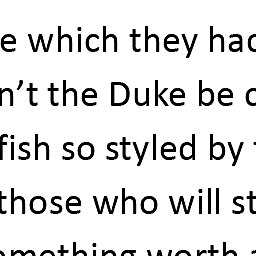 e which they had
n’t the Duke be
fish so styled by
those who will st
omething worth